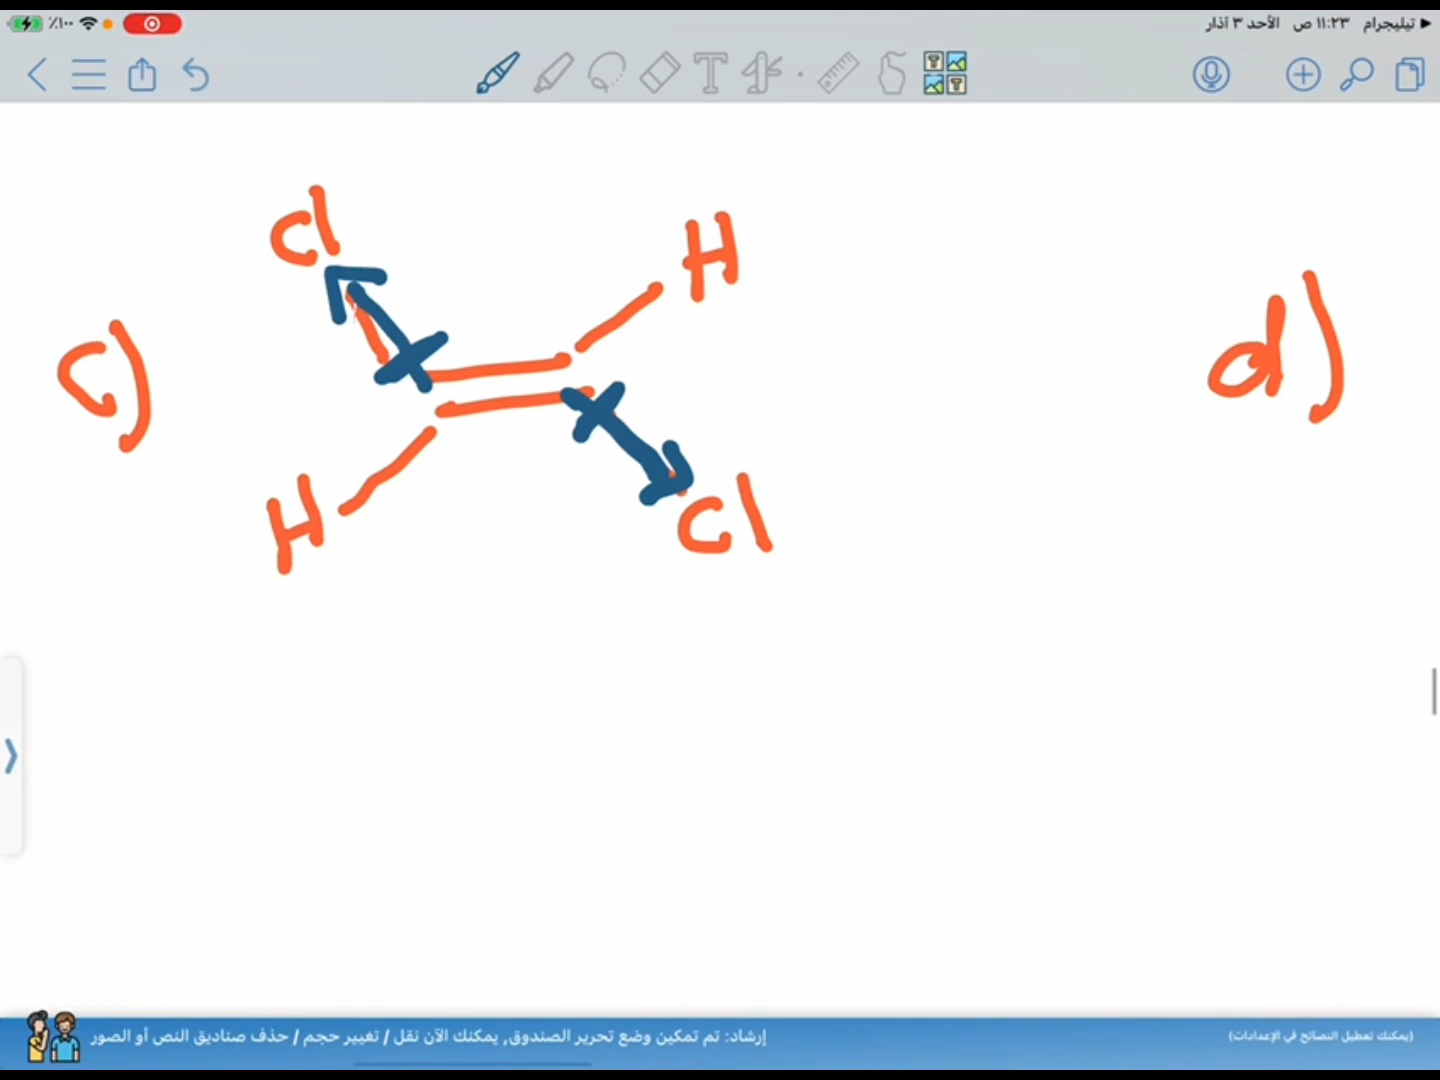 ٪١٠٠
◀ تيليجرام ١١:٢٣ ص الأحد ٣ آذار
Cl
H
c)
d)
H
Cl
إرشاد: تم تمكين وضع تحرير الصندوق, يمكنك الآن نقل / تغيير حجم / حذف صناديق النص أو الصور
(يمكنك تعطيل النصائح في الإعدادات)